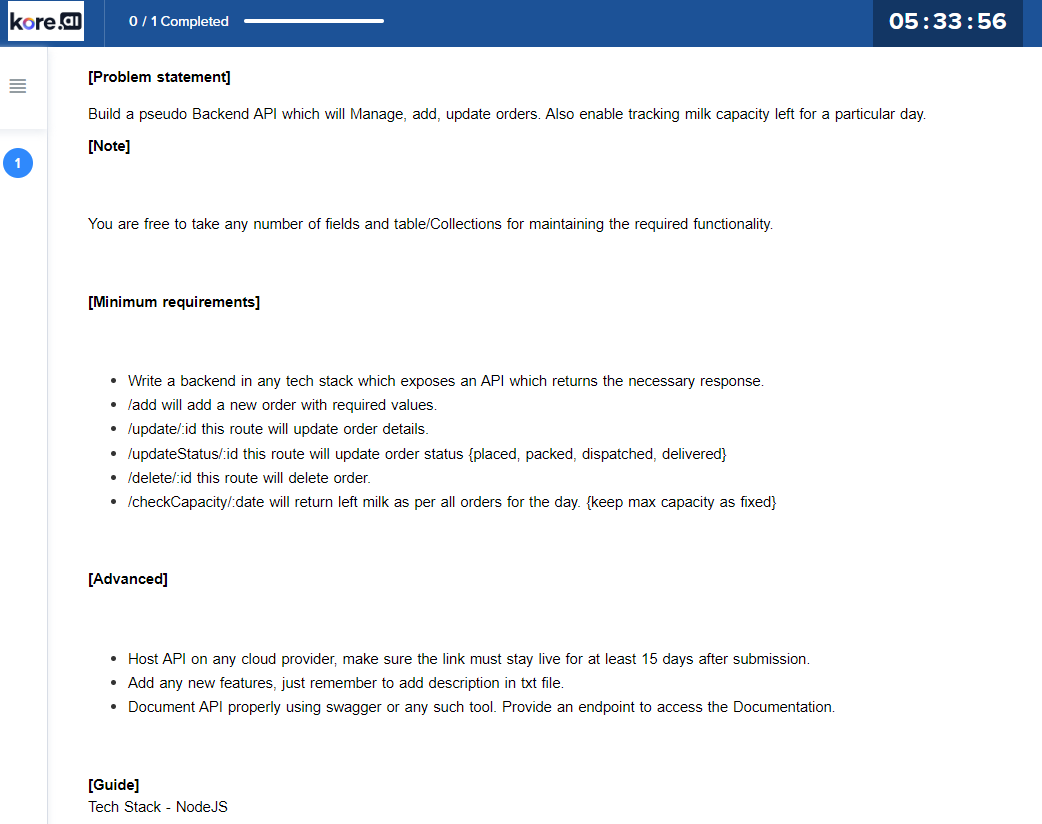 kore.ai
0 / 1 Completed
05:33:56
1
[Problem statement]
Build a pseudo Backend API which will Manage, add, update orders. Also enable tracking milk capacity left for a particular day.
[Note]
You are free to take any number of fields and table/Collections for maintaining the required functionality.
[Minimum requirements]
• Write a backend in any tech stack which exposes an API which returns the necessary response.
• /add will add a new order with required values.
• /update/:id this route will update order details.
• /updateStatus/:id this route will update order status {placed, packed, dispatched, delivered}
• /delete/:id this route will delete order.
• /checkCapacity/:date will return left milk as per all orders for the day. {keep max capacity as fixed}
[Advanced]
• Host API on any cloud provider, make sure the link must stay live for at least 15 days after submission.
• Add any new features, just remember to add description in txt file.
• Document API properly using swagger or any such tool. Provide an endpoint to access the Documentation.
[Guide]
Tech Stack - NodeJS